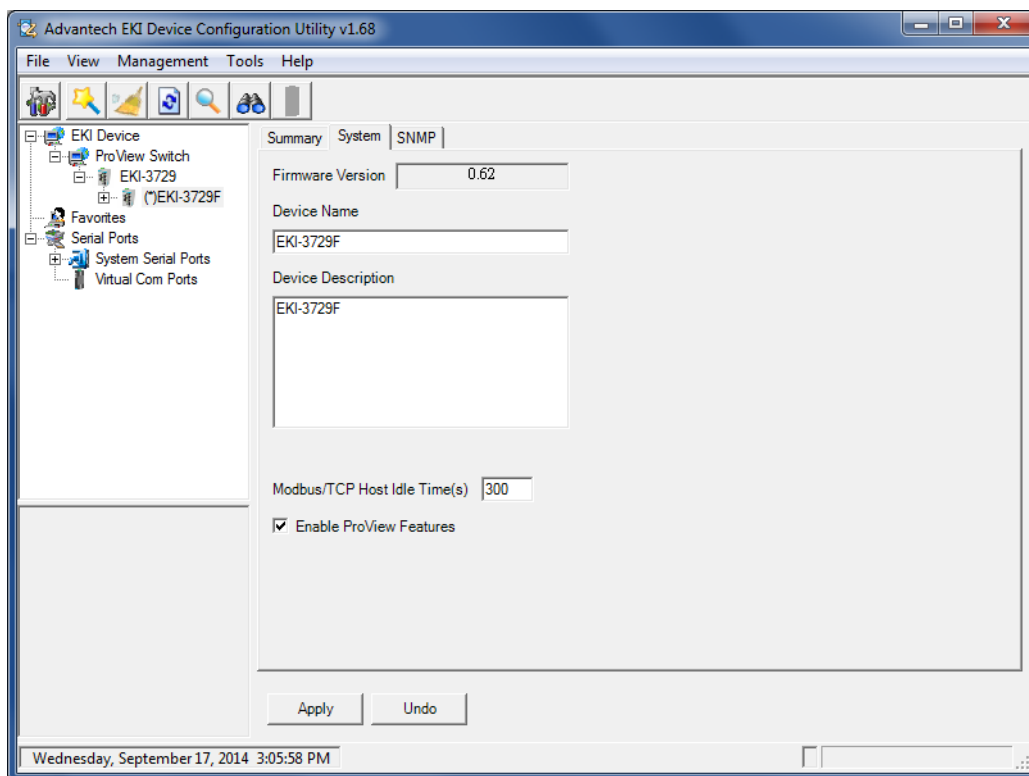 Advantech EKI Device Configuration Utility v1.68
File View Management Tools Help
EKI Device
ProView Switch
EKI-3729
(*)EKI-3729F
Favorites
Serial Ports
System Serial Ports
Virtual Com Ports
Summary System SNMP
Firmware Version 0.62
Device Name
EKI-3729F
Device Description
EKI-3729F
Modbus/TCP Host Idle Time(s) 300
Enable ProView Features
Apply Undo
Wednesday, September 17, 2014 3:05:58 PM